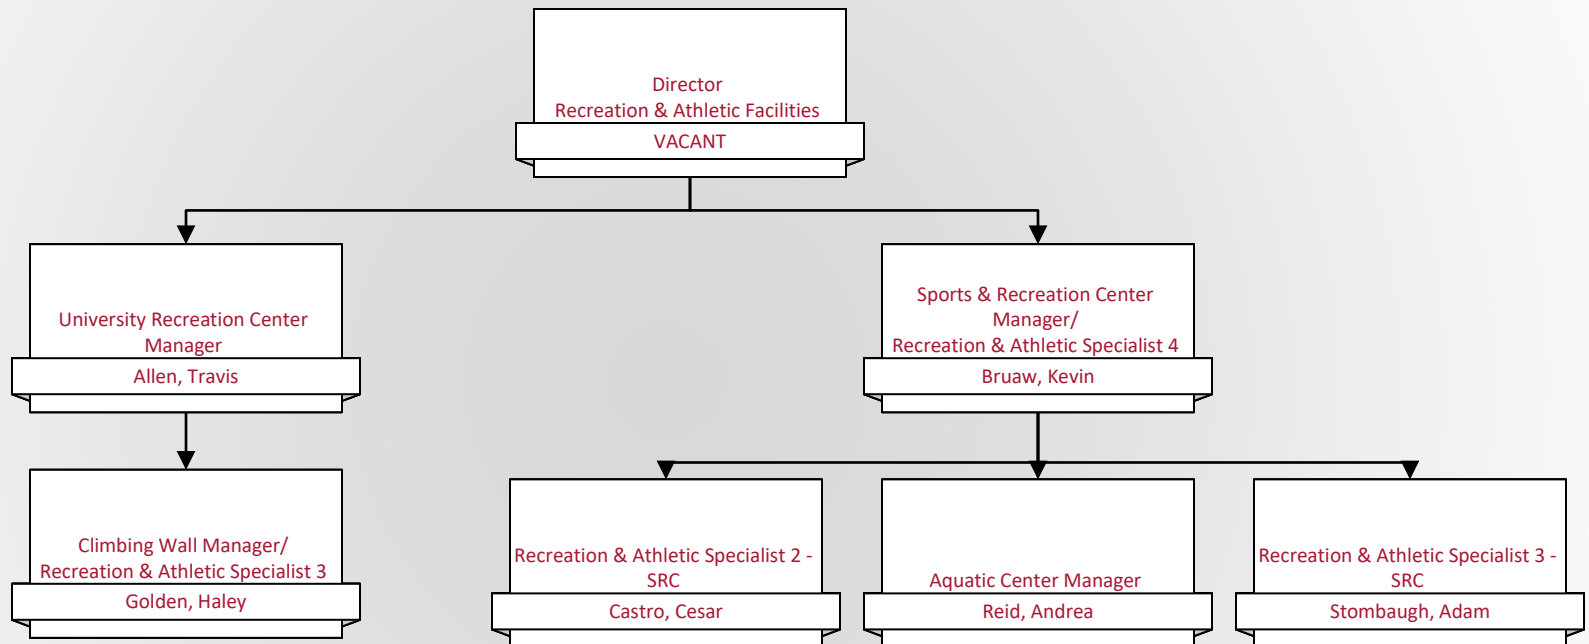 Director
Recreation & Athletic Facilities
VACANT
University Recreation Center
Manager
Allen, Travis
Sports & Recreation Center
Manager/
Recreation & Athletic Specialist 4
Bruaw, Kevin
Climbing Wall Manager/
Recreation & Athletic Specialist 3
Golden, Haley
Recreation & Athletic Specialist 2 -
SRC
Castro, Cesar
Aquatic Center Manager
Reid, Andrea
Recreation & Athletic Specialist 3 -
SRC
Stombaugh, Adam